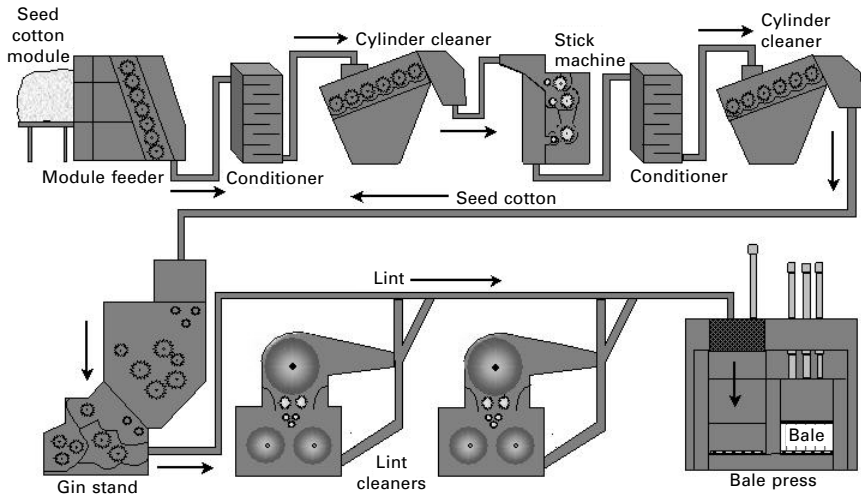 Seed
cotton
module
Cylinder cleaner
Stick
machine
Cylinder
cleaner
Module feeder
Conditioner
Conditioner
Seed cotton
Lint
Gin stand
Lint
cleaners
Bale
Bale press